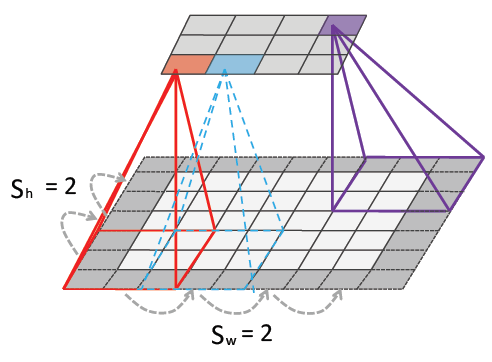 Sh = 2
Sw = 2